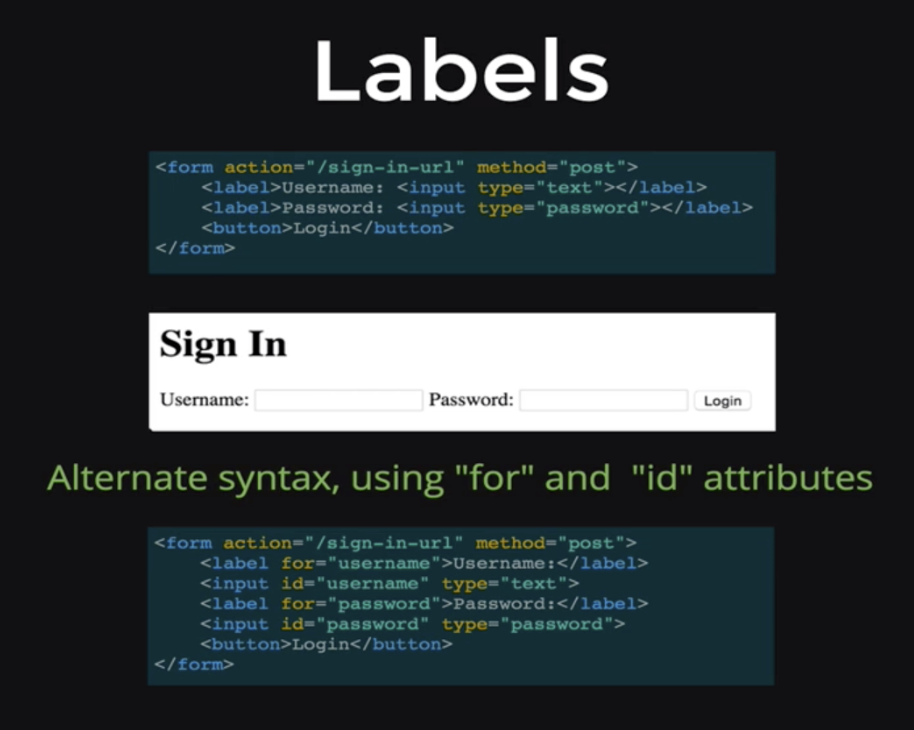 Labels
<form action="/sign-in-url" method="post">
    <label>Username: <input type="text"></label>
    <label>Password: <input type="password"></label>
    <button>Login</button>
</form>
Sign In
Username: Password: Login
Alternate syntax, using "for" and "id" attributes
<form action="/sign-in-url" method="post">
    <label for="username">Username:</label>
    <input id="username" type="text">
    <label for="password">Password:</label>
    <input id="password" type="password">
    <button>Login</button>
</form>